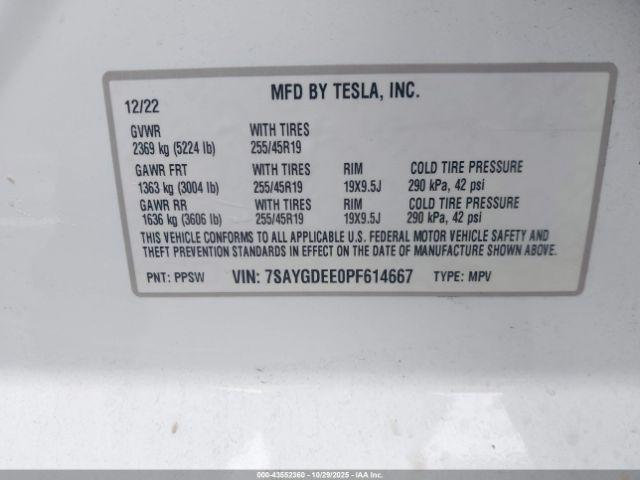 MFD BY TESLA, INC.
12/22
GVWR WITH TIRES
2369 kg (5224 lb) 255/45R19
GAWR FRT WITH TIRES RIM COLD TIRE PRESSURE
1363 kg (3004 lb) 255/45R19 19X9.5J 290 kPa, 42 psi
GAWR RR WITH TIRES RIM COLD TIRE PRESSURE
1636 kg (3606 lb) 255/45R19 19X9.5J 290 kPa, 42 psi
THIS VEHICLE CONFORMS TO ALL APPLICABLE U.S. FEDERAL MOTOR VEHICLE SAFETY AND
THEFT PREVENTION STANDARDS IN EFFECT ON THE DATE OF MANUFACTURE SHOWN ABOVE.
PNT: PPSW VIN: 7SAYGDEE0PF614667 TYPE: MPV
000-43552360 - 10/29/2025 - IAAI.COM